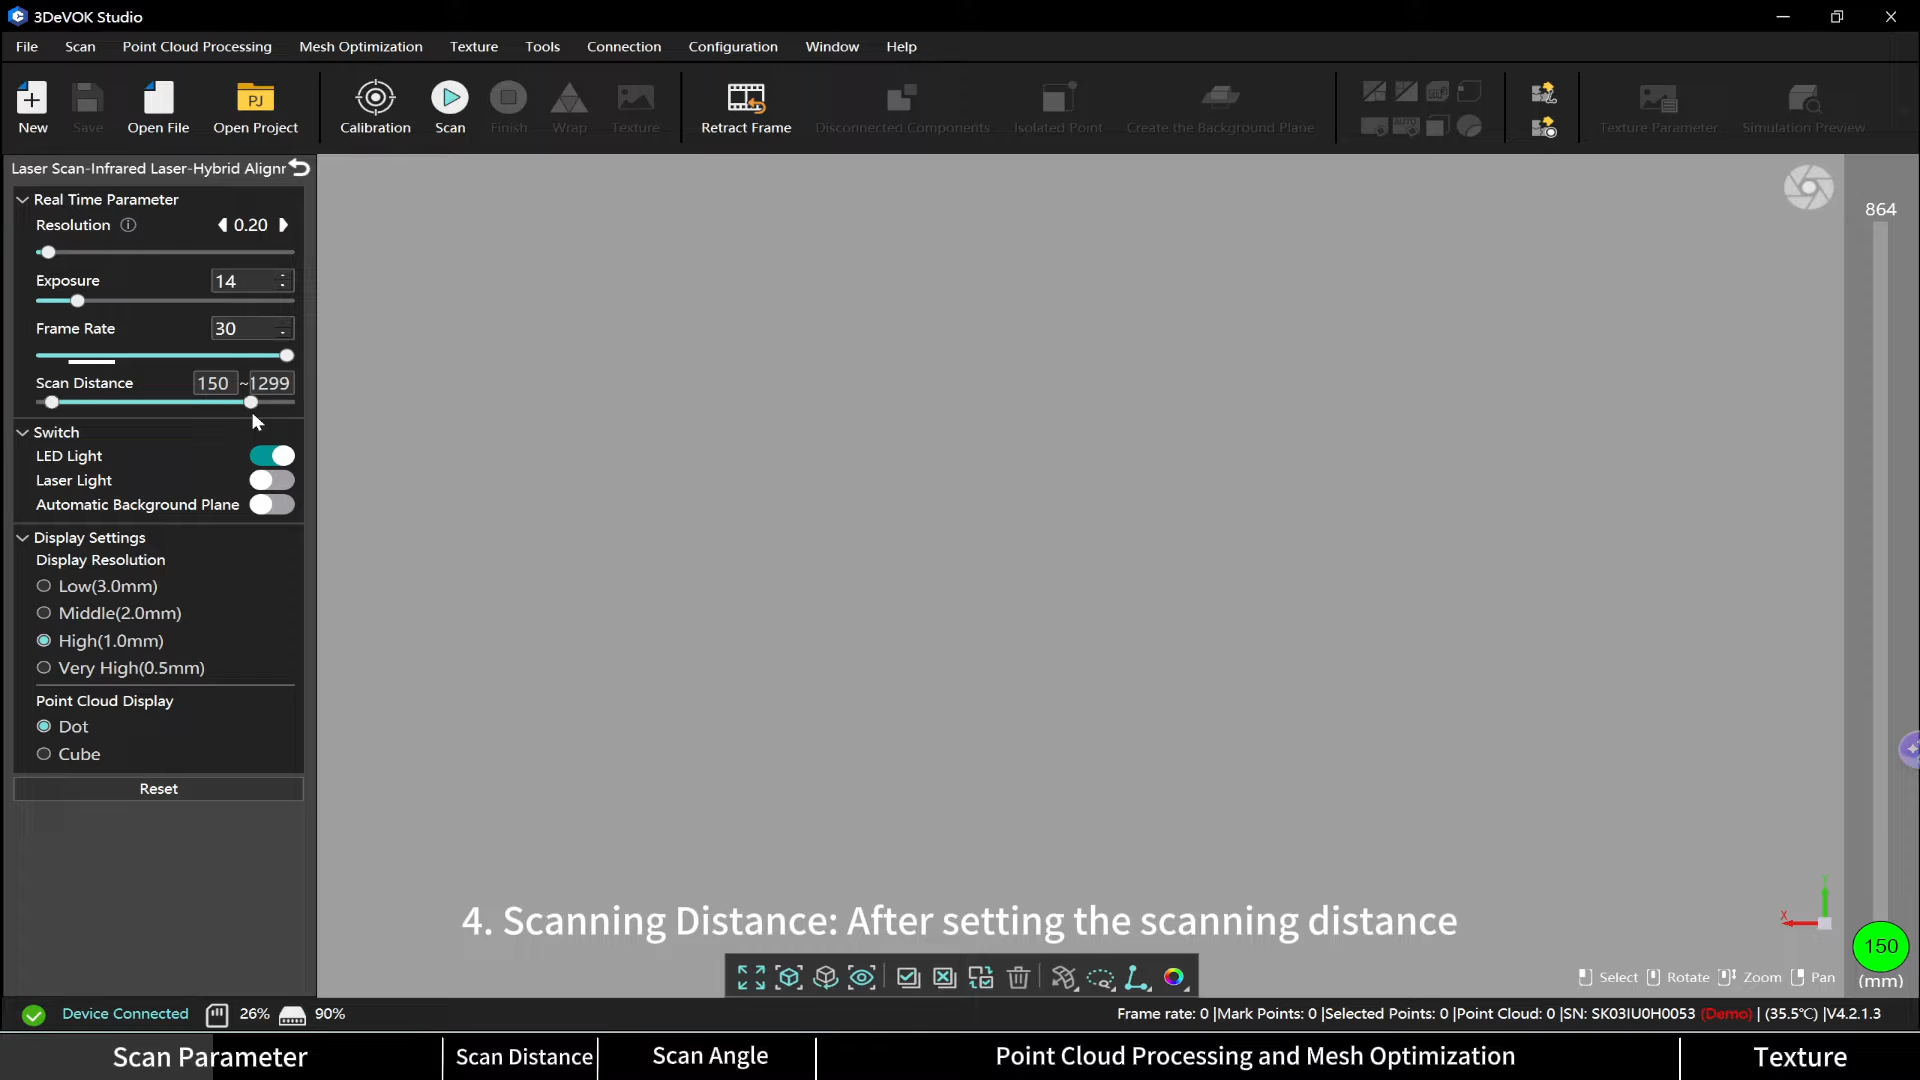 3DeVOK Studio
File Scan Point Cloud Processing Mesh Optimization Texture Tools Connection Configuration Window Help
New Save Open File Open Project Calibration Scan Finish Wrap Texture Retract Frame Disconnected Components Isolated Point Create the Background Plane Texture Parameter Simulation Preview
Laser Scan-Infrared Laser-Hybrid Alignr
Real Time Parameter
Resolution 0.20
Exposure 14
Frame Rate 30
Scan Distance 150 ~1299
Switch
LED Light
Laser Light
Automatic Background Plane
Display Settings
Display Resolution
Low(3.0mm)
Middle(2.0mm)
High(1.0mm)
Very High(0.5mm)
Point Cloud Display
Dot
Cube
Reset
864
4. Scanning Distance: After setting the scanning distance
Y
X
150
(mm)
Select Rotate Zoom Pan
Device Connected 26% 90%
Frame rate: 0 |Mark Points: 0 |Selected Points: 0 |Point Cloud: 0 |SN: SK03IU0H0053 (Demo) | (35.5℃) |V4.2.1.3
Scan Parameter Scan Distance Scan Angle Point Cloud Processing and Mesh Optimization Texture